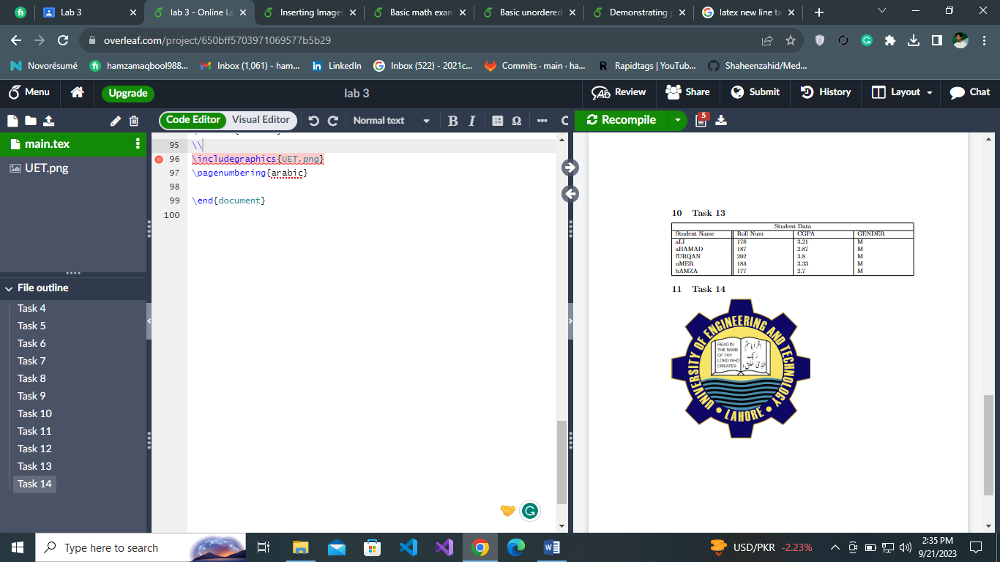 Lab 3
lab 3 - Online La
Inserting Images
Basic math exam
Basic unordered
Demonstrating p
latex new line ta
overleaf.com/project/650bff5703971069577b5b29
Novorésumé
hamzamaqbool988...
Inbox (1,061) - ham...
LinkedIn
Inbox (522) - 2021c...
Commits · main · ha...
Rapidtags | YouTub...
Shaheenzahid/Med...
Menu
Upgrade
lab 3
Review
Share
Submit
History
Layout
Chat
Code Editor
Visual Editor
Normal text
B I
Ω
Recompile
5
main.tex
UET.png
File outline
Task 4
Task 5
Task 6
Task 7
Task 8
Task 9
Task 10
Task 11
Task 12
Task 13
Task 14
95 \\
96 \includegraphics{UET.png}
97 \pagenumbering{arabic}
98
99 \end{document}
100
10 Task 13
Student Data
Student Name Roll Num CGPA GENDER
aLI 178 3.21 M
aHAMAD 187 2.87 M
fURQAN 202 3.8 M
uMER 184 3.33 M
hAMZA 177 2.7 M
11 Task 14
UNIVERSITY OF ENGINEERING AND TECHNOLOGY
READ IN
THE NAME
OF THY
LORD WHO
CREATES
اقرأ باسم
ربك
الذی خلق
LAHORE
Type here to search
USD/PKR -2.23%
2:35 PM
9/21/2023